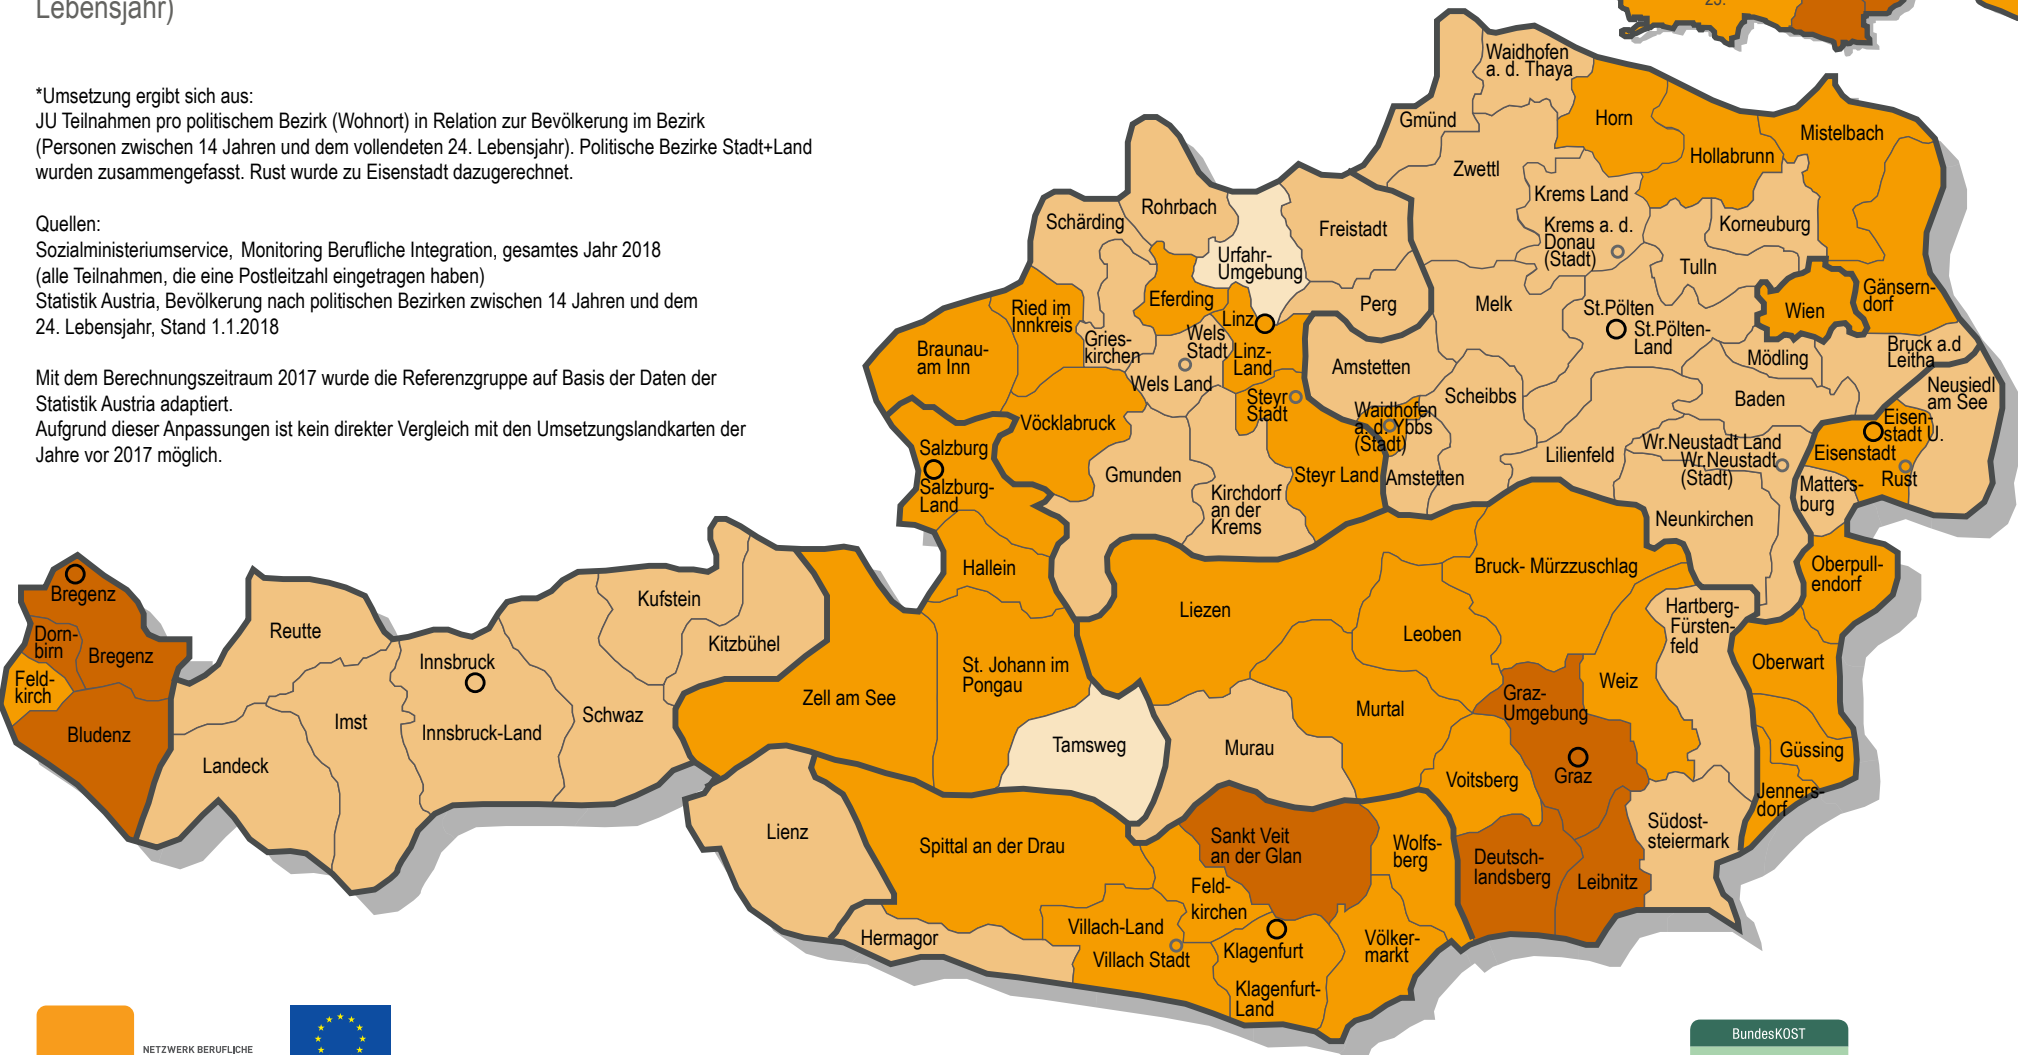 Lebensjahr)
25.
*Umsetzung ergibt sich aus:
JU Teilnahmen pro politischem Bezirk (Wohnort) in Relation zur Bevölkerung im Bezirk
(Personen zwischen 14 Jahren und dem vollendeten 24. Lebensjahr). Politische Bezirke Stadt+Land
wurden zusammengefasst. Rust wurde zu Eisenstadt dazugerechnet.
Quellen:
Sozialministeriumservice, Monitoring Berufliche Integration, gesamtes Jahr 2018
(alle Teilnahmen, die eine Postleitzahl eingetragen haben)
Statistik Austria, Bevölkerung nach politischen Bezirken zwischen 14 Jahren und dem
24. Lebensjahr, Stand 1.1.2018
Mit dem Berechnungszeitraum 2017 wurde die Referenzgruppe auf Basis der Daten der
Statistik Austria adaptiert.
Aufgrund dieser Anpassungen ist kein direkter Vergleich mit den Umsetzungslandkarten der
Jahre vor 2017 möglich.
Waidhofen
a. d. Thaya
Gmünd
Horn
Mistelbach
Hollabrunn
Zwettl
Krems Land
Krems a. d.
Donau
(Stadt)
Korneuburg
Tulln
Gänsern-
dorf
Wien
Rohrbach
Schärding
Freistadt
Urfahr-
Umgebung
Perg
Eferding
Linz
Linz-
Land
Ried im
Innkreis
Gries-
kirchen
Wels
Stadt
Wels Land
Braunau-
am Inn
Vöcklabruck
Steyr
Stadt
Steyr Land
Gmunden
Kirchdorf
an der
Krems
Melk
St.Pölten
St.Pölten-
Land
Amstetten
Scheibbs
Waidhofen
a. d. Ybbs
(Stadt)
Amstetten
Lilienfeld
Mödling
Baden
Bruck a.d
Leitha
Neusiedl
am See
Eisen-
stadt U.
Eisenstadt
Rust
Wr.Neustadt Land
Wr.Neustadt
(Stadt)
Matters-
burg
Neunkirchen
Oberpull-
endorf
Oberwart
Güssing
Jenners-
dorf
Salzburg
Salzburg-
Land
Hallein
St. Johann im
Pongau
Zell am See
Tamsweg
Liezen
Bruck- Mürzzuschlag
Leoben
Hartberg-
Fürsten-
feld
Weiz
Graz-
Umgebung
Graz
Murtal
Murau
Voitsberg
Deutsch-
landsberg
Leibnitz
Südost-
steiermark
Bregenz
Dorn-
birn
Bregenz
Feld-
kirch
Bludenz
Reutte
Landeck
Imst
Innsbruck
Innsbruck-Land
Schwaz
Kufstein
Kitzbühel
Lienz
Spittal an der Drau
Hermagor
Sankt Veit
an der Glan
Wolfs-
berg
Feld-
kirchen
Villach-Land
Villach Stadt
Klagenfurt
Klagenfurt-
Land
Völker-
markt
NETZWERK BERUFLICHE
BundesKOST